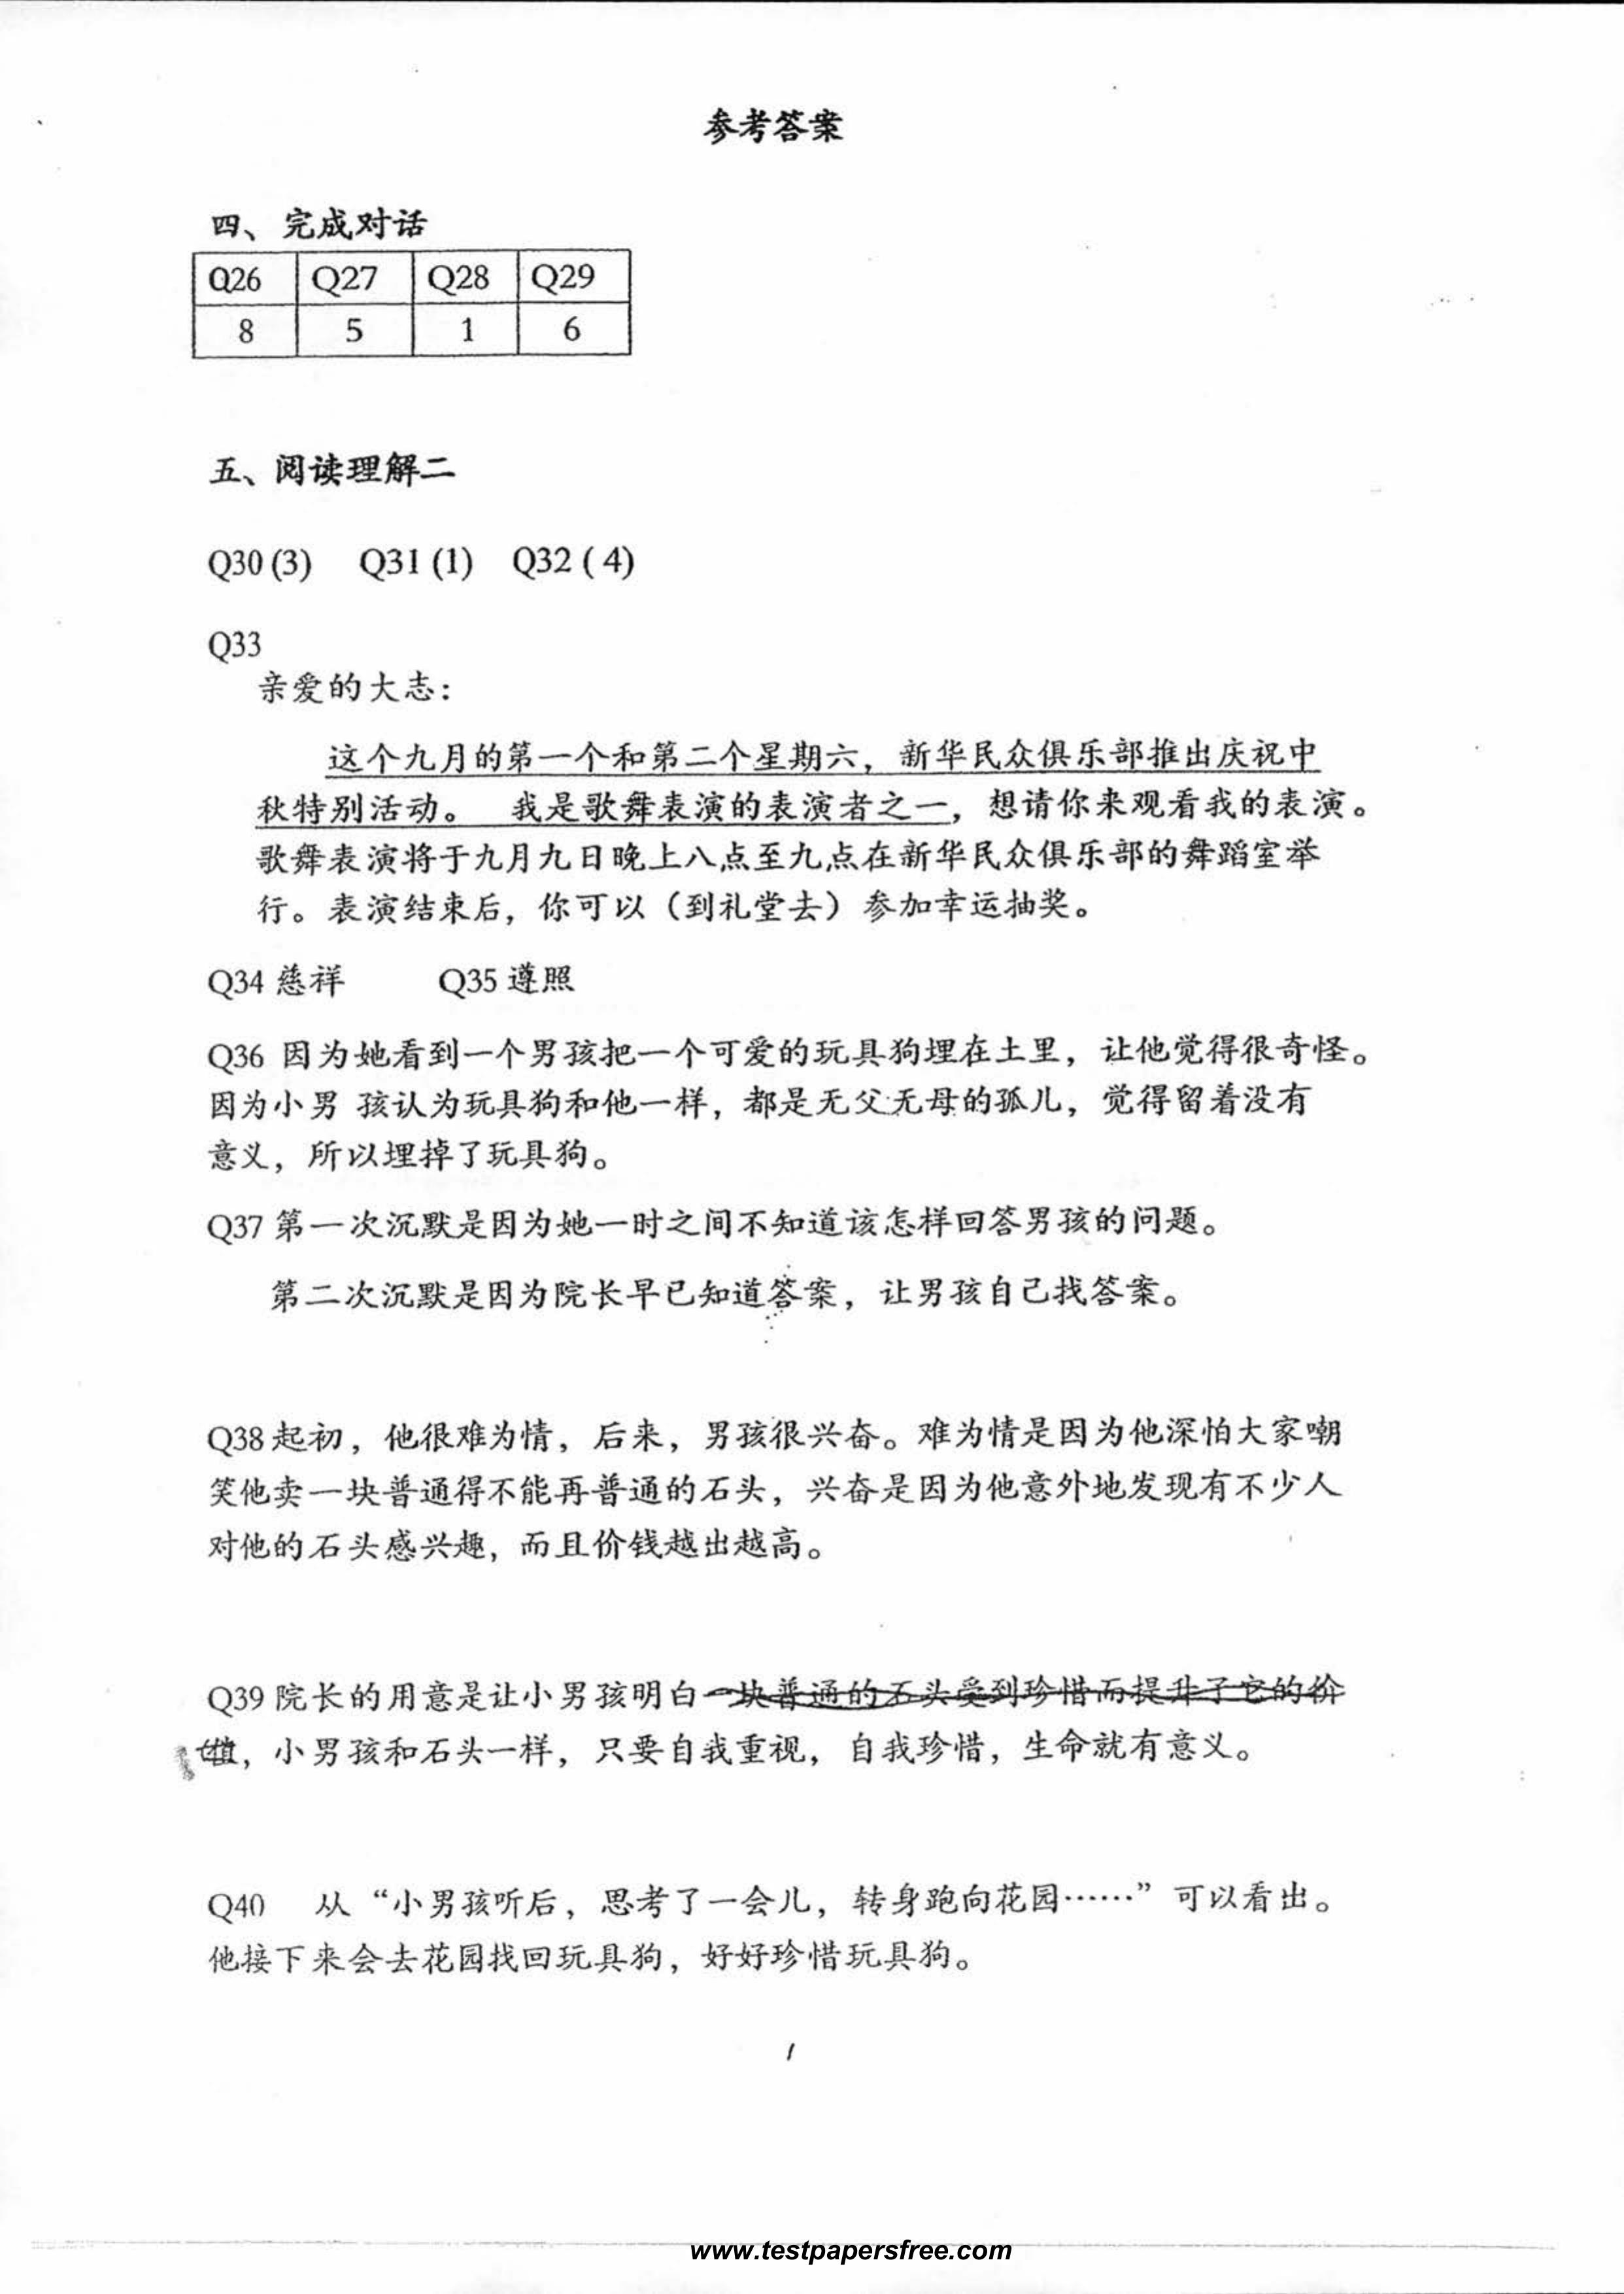 参考答案
四、完成对话
Q26 Q27 Q28 Q29
8 5 1 6
五、阅读理解二
Q30 (3) Q31 (1) Q32 ( 4)
Q33
亲爱的大志：
这个九月的第一个和第二个星期六，新华民众俱乐部推出庆祝中
秋特别活动。 我是歌舞表演的表演者之一，想请你来观看我的表演。
歌舞表演将于九月九日晚上八点至九点在新华民众俱乐部的舞蹈室举
行。表演结束后，你可以（到礼堂去）参加幸运抽奖。
Q34 慈祥 Q35 遵照
Q36 因为她看到一个男孩把一个可爱的玩具狗埋在土里，让他觉得很奇怪。
因为小男 孩认为玩具狗和他一样，都是无父无母的孤儿，觉得留着没有
意义，所以埋掉了玩具狗。
Q37 第一次沉默是因为她一时之间不知道该怎样回答男孩的问题。
第二次沉默是因为院长早已知道答案，让男孩自己找答案。
Q38 起初，他很难为情，后来，男孩很兴奋。难为情是因为他深怕大家嘲
笑他卖一块普通得不能再普通的石头，兴奋是因为他意外地发现有不少人
对他的石头感兴趣，而且价钱越出越高。
Q39 院长的用意是让小男孩明白一块普通的石头受到珍惜而提升了它的价
值，小男孩和石头一样，只要自我重视，自我珍惜，生命就有意义。
Q40 从“小男孩听后，思考了一会儿，转身跑向花园……”可以看出。
他接下来会去花园找回玩具狗，好好珍惜玩具狗。
1
www.testpapersfree.com